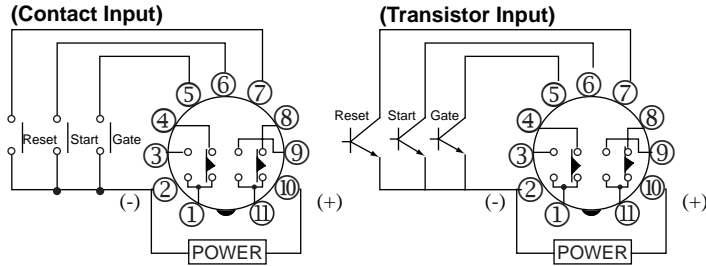 (Contact Input) (Transistor Input)
⑥ ⑥
⑤ ⑦ ⑤ ⑦
④ ⑧ ④ ⑧
Reset Start Gate Reset Start Gate
③ ⑨ ③ ⑨
② ⑩ ② ⑩
(-) ① ⑪ (+) (-) ① ⑪ (+)
POWER POWER